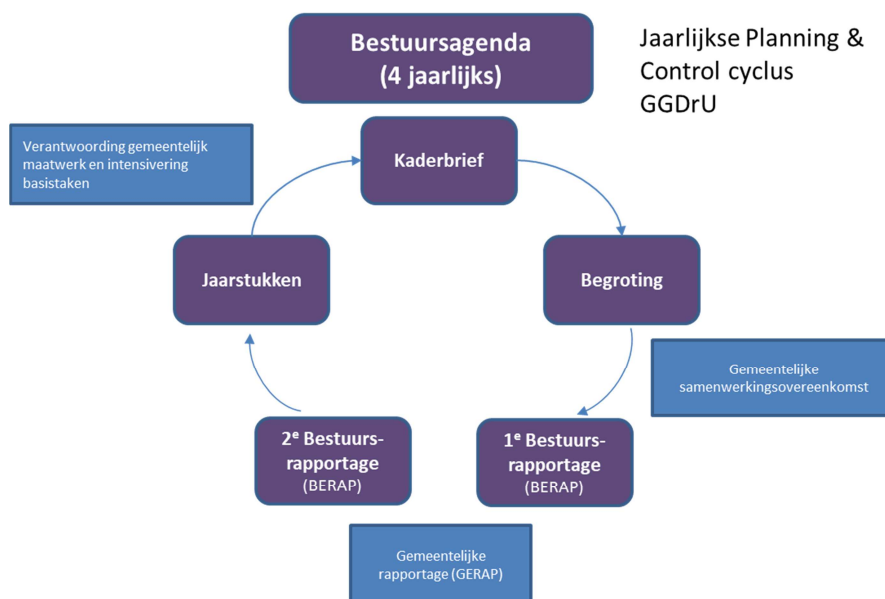 Bestuursagenda
(4 jaarlijks)
Jaarlijkse Planning &
Control cyclus
GGDrU
Verantwoording gemeentelijk
maatwerk en intensivering
basistaken
Kaderbrief
Jaarstukken
Begroting
Gemeentelijke
samenwerkingsovereenkomst
2e Bestuurs-
rapportage
(BERAP)
1e Bestuurs-
rapportage
(BERAP)
Gemeentelijke
rapportage (GERAP)